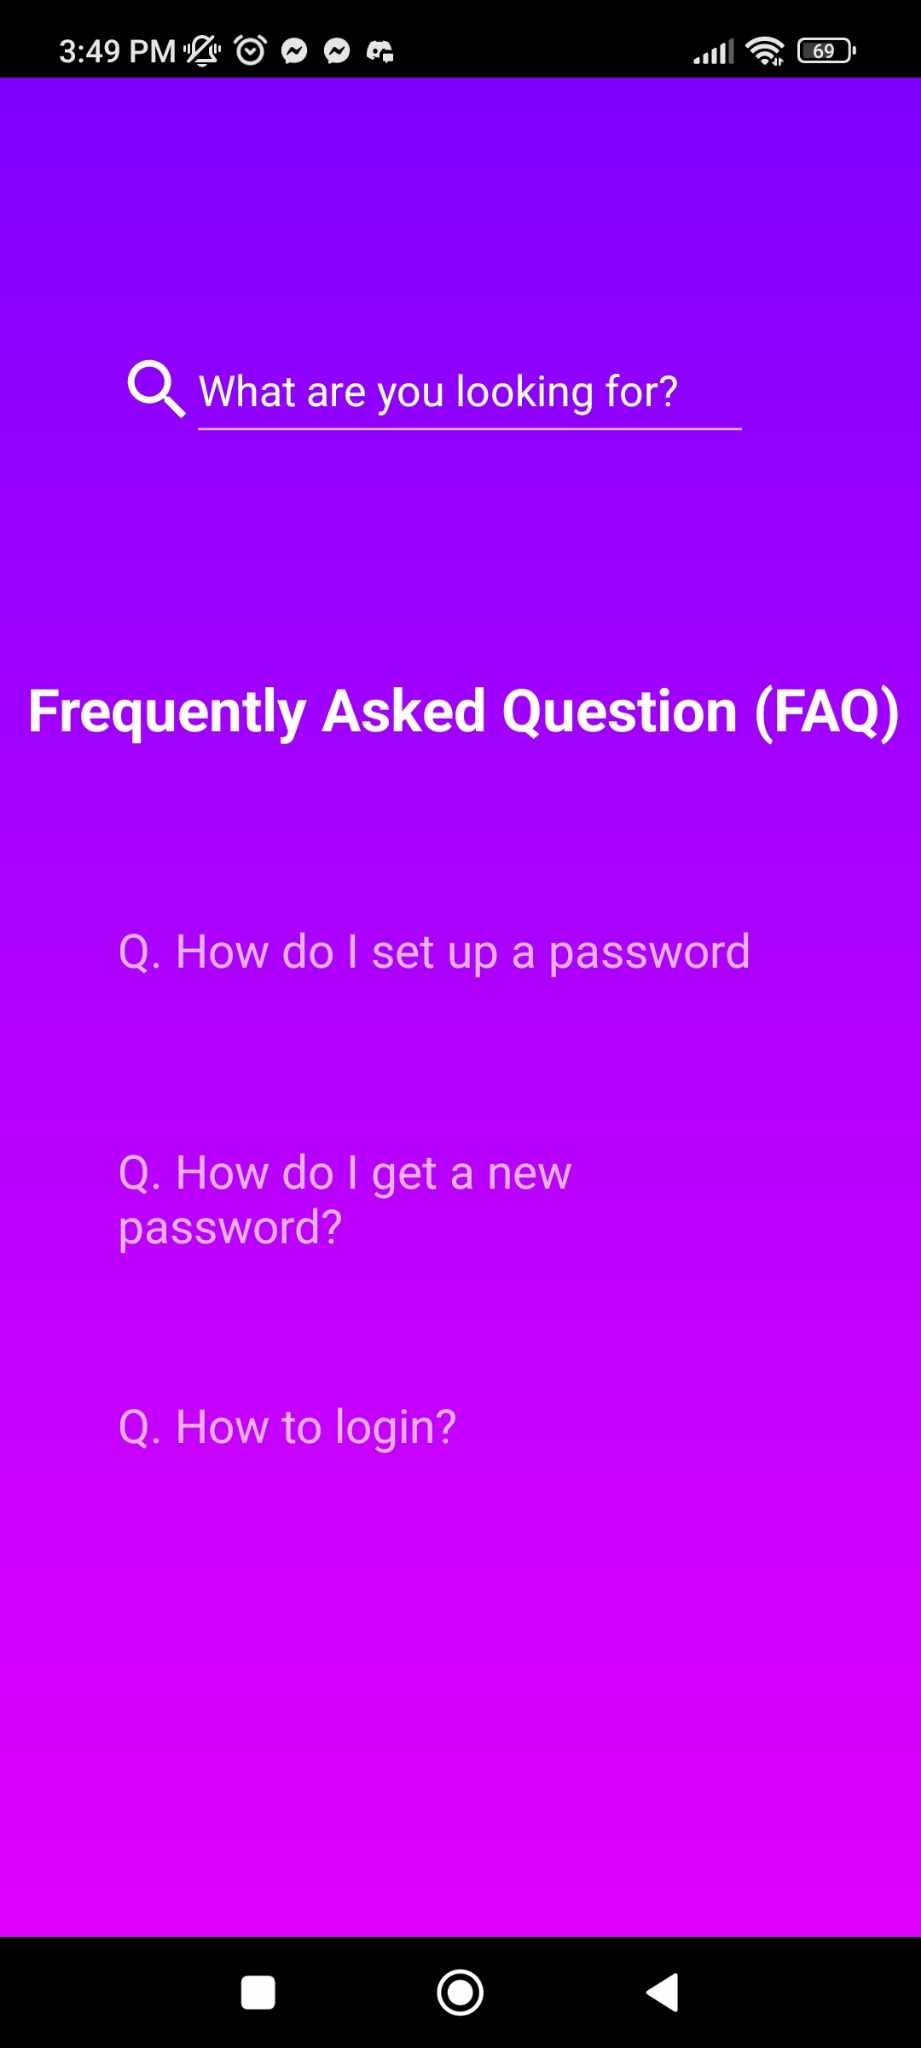 3:49 PM
69
What are you looking for?
Frequently Asked Question (FAQ)
Q. How do I set up a password
Q. How do I get a new
password?
Q. How to login?